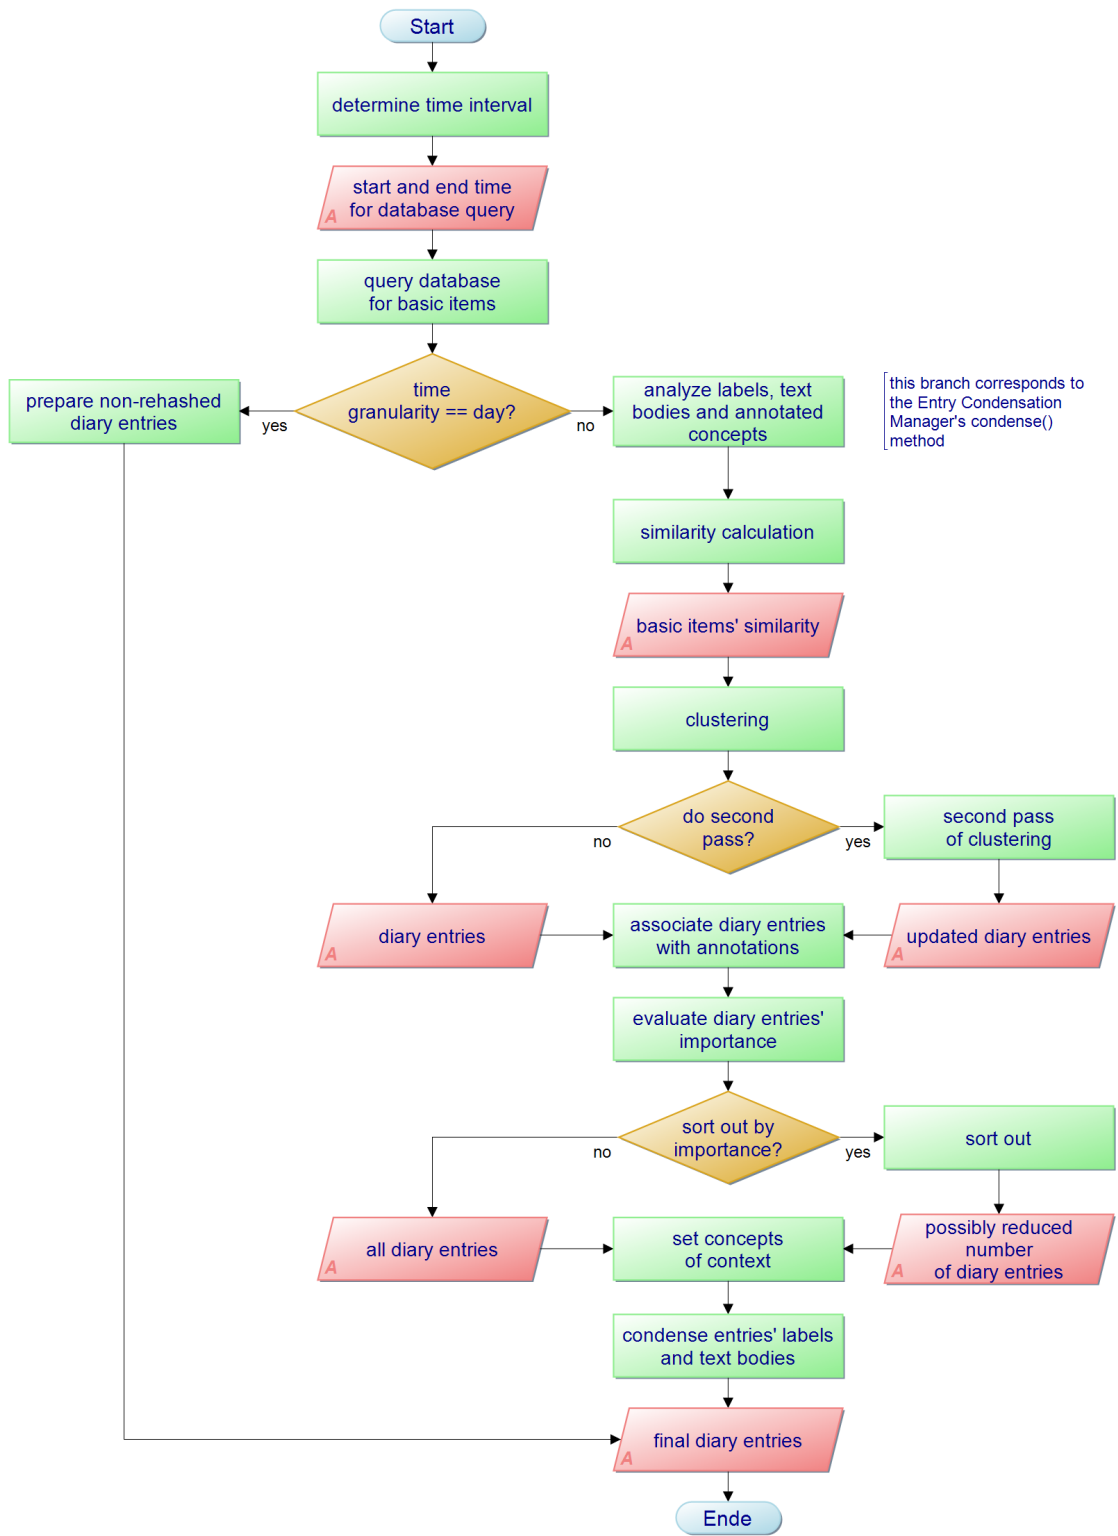 Start
determine time interval
start and end time
for database query
A
query database
for basic items
time
granularity == day?
yes
no
prepare non-rehashed
diary entries
analyze labels, text
bodies and annotated
concepts
this branch corresponds to
the Entry Condensation
Manager's condense()
method
similarity calculation
basic items' similarity
A
clustering
do second
pass?
no
yes
second pass
of clustering
diary entries
A
associate diary entries
with annotations
updated diary entries
A
evaluate diary entries'
importance
sort out by
importance?
no
yes
sort out
all diary entries
A
set concepts
of context
possibly reduced
number
of diary entries
A
condense entries' labels
and text bodies
final diary entries
A
Ende